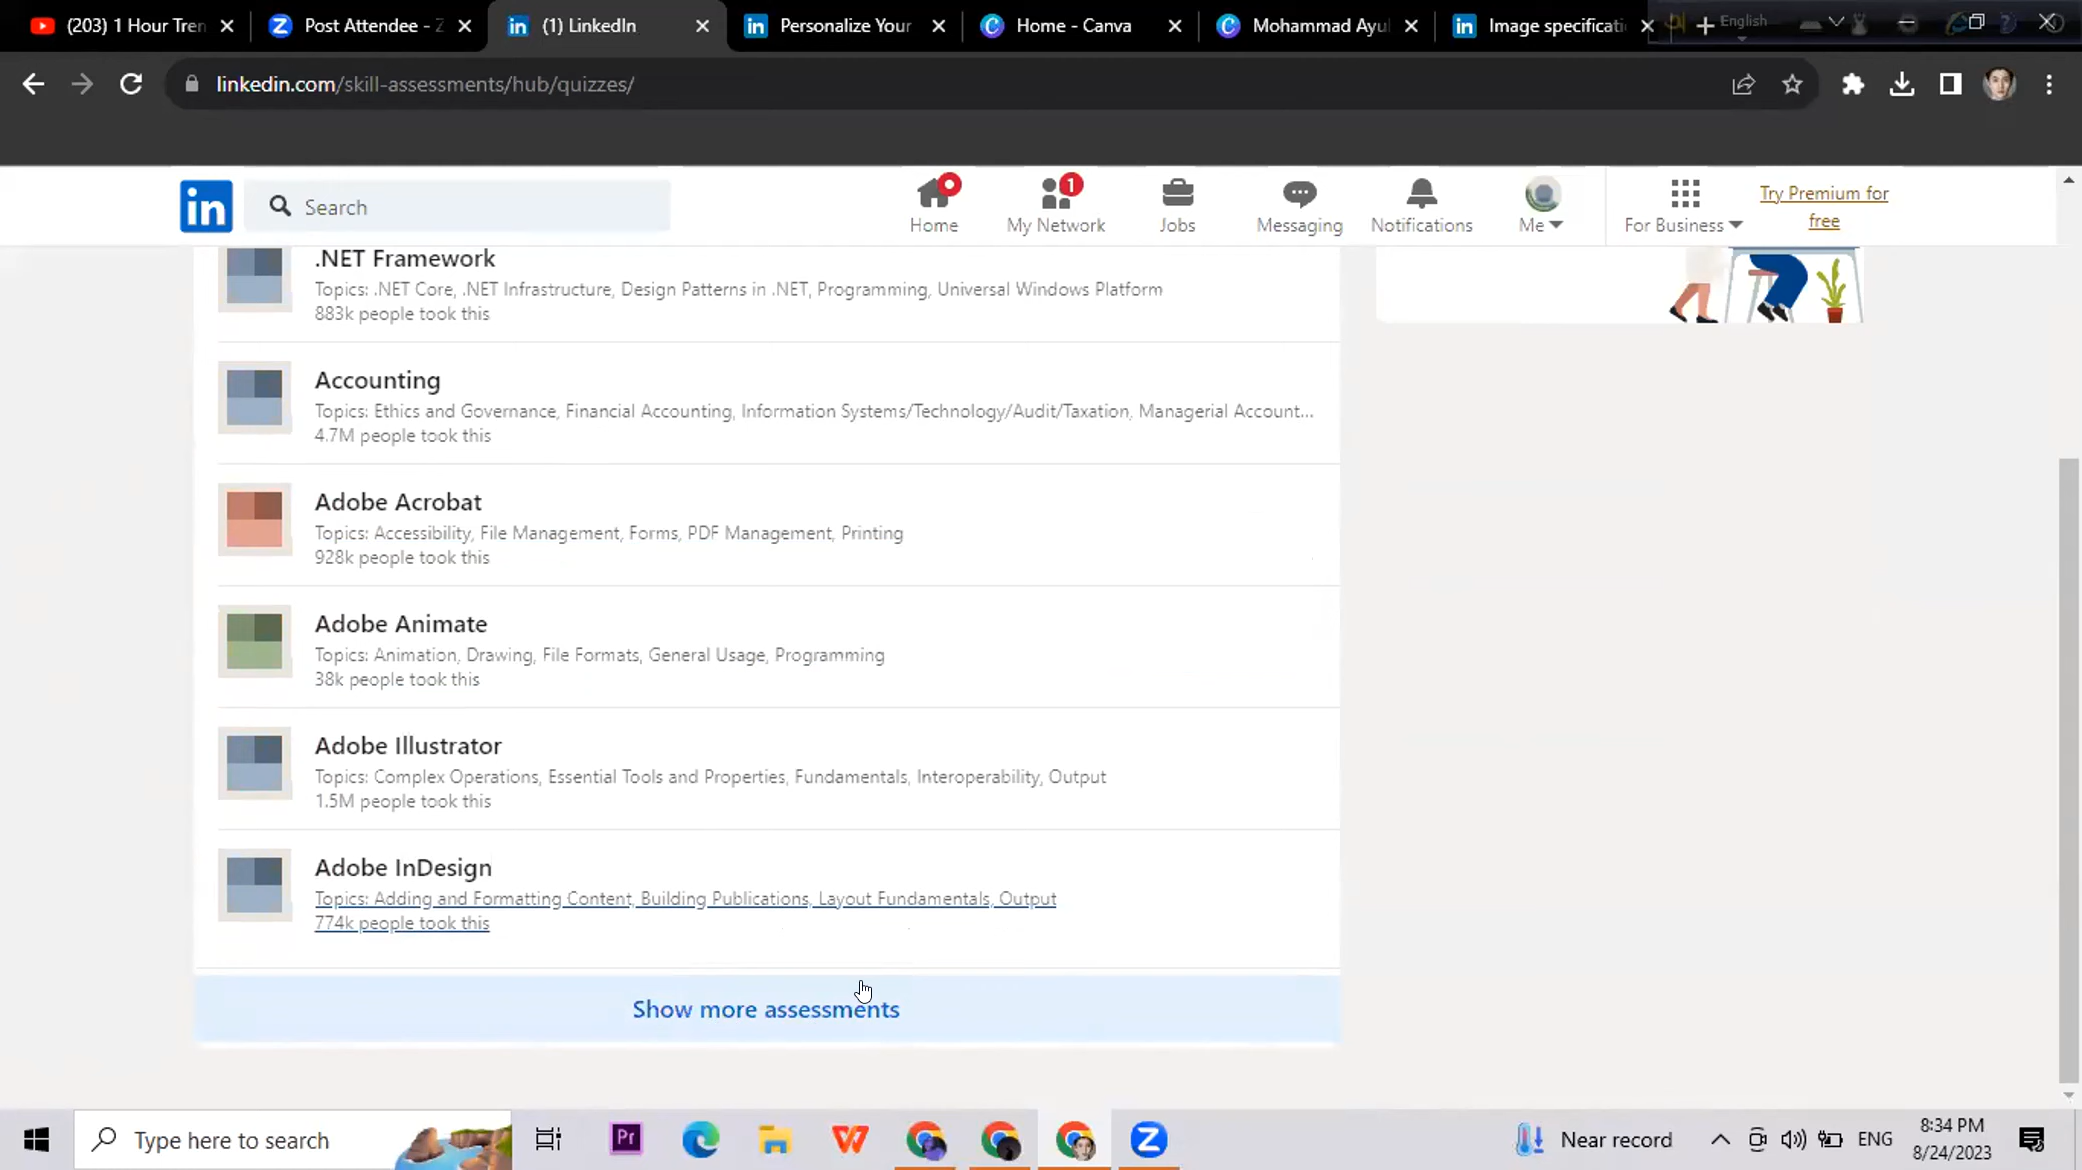 (203) 1 Hour Tren
Post Attendee - Z
(1) LinkedIn
Personalize Your
Home - Canva
Mohammad Ayu
Image specificati
English
linkedin.com/skill-assessments/hub/quizzes/
in
Search
Home
1
My Network
Jobs
Messaging
Notifications
Me
For Business
Try Premium for
free
.NET Framework
Topics: .NET Core, .NET Infrastructure, Design Patterns in .NET, Programming, Universal Windows Platform
883k people took this
Accounting
Topics: Ethics and Governance, Financial Accounting, Information Systems/Technology/Audit/Taxation, Managerial Account...
4.7M people took this
Adobe Acrobat
Topics: Accessibility, File Management, Forms, PDF Management, Printing
928k people took this
Adobe Animate
Topics: Animation, Drawing, File Formats, General Usage, Programming
38k people took this
Adobe Illustrator
Topics: Complex Operations, Essential Tools and Properties, Fundamentals, Interoperability, Output
1.5M people took this
Adobe InDesign
Topics: Adding and Formatting Content, Building Publications, Layout Fundamentals, Output
774k people took this
Show more assessments
Type here to search
Pr
Near record
ENG
8:34 PM
8/24/2023